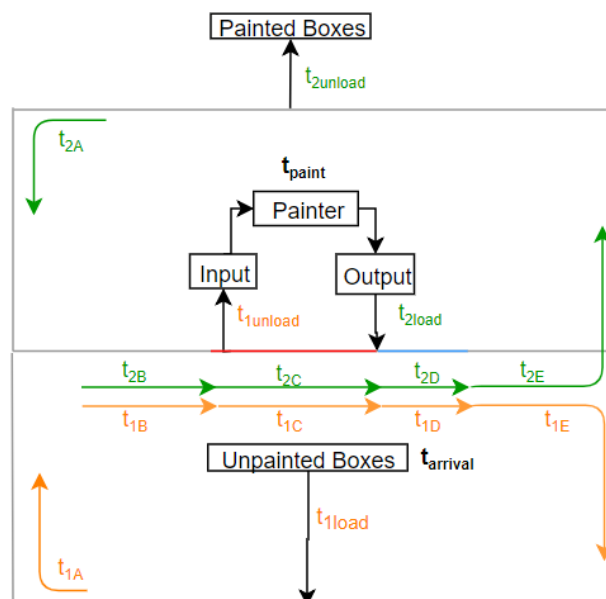 Painted Boxes
t2unload
t2A
tpaint
Painter
Input
Output
t1unload
t2load
t2B
t2C
t2D
t2E
t1B
t1C
t1D
t1E
Unpainted Boxes
tarrival
t1load
t1A